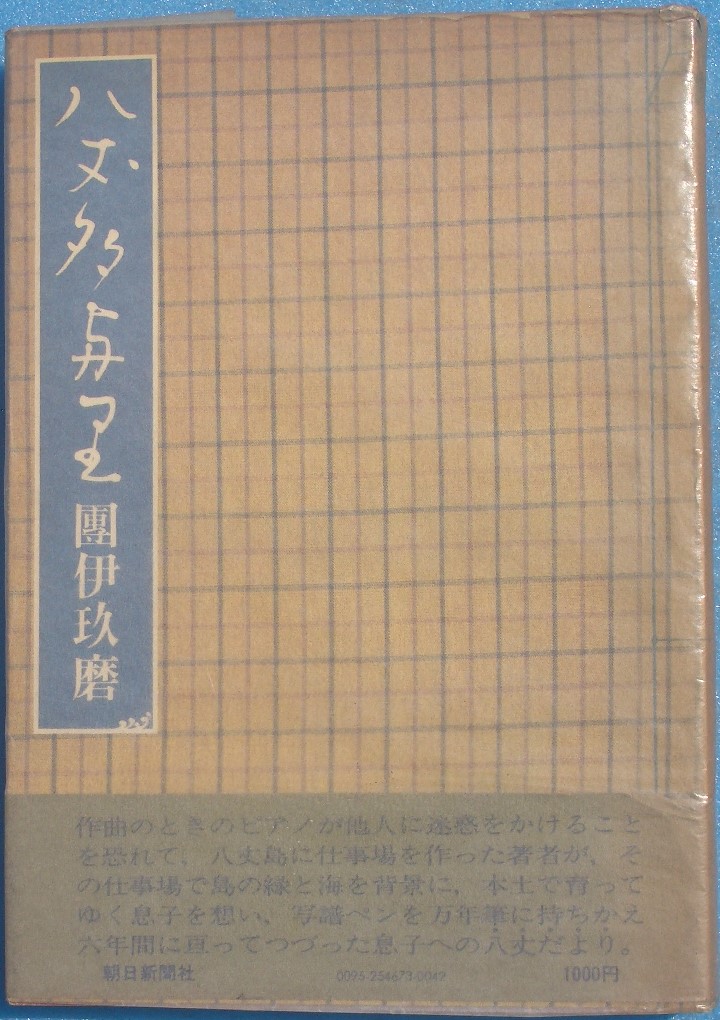 八丈多与里
團伊玖磨
作曲のときのピアノが他人に迷惑をかけること
を恐れて、八丈島に仕事場を作った著者が、そ
の仕事場で島の緑と海を背景に、本土で育って
ゆく息子を想い、写譜ペンを万年筆に持ちかえ
六年間に亘ってつづった息子への八丈だより。
朝日新聞社 0095-254673-0042 1000円